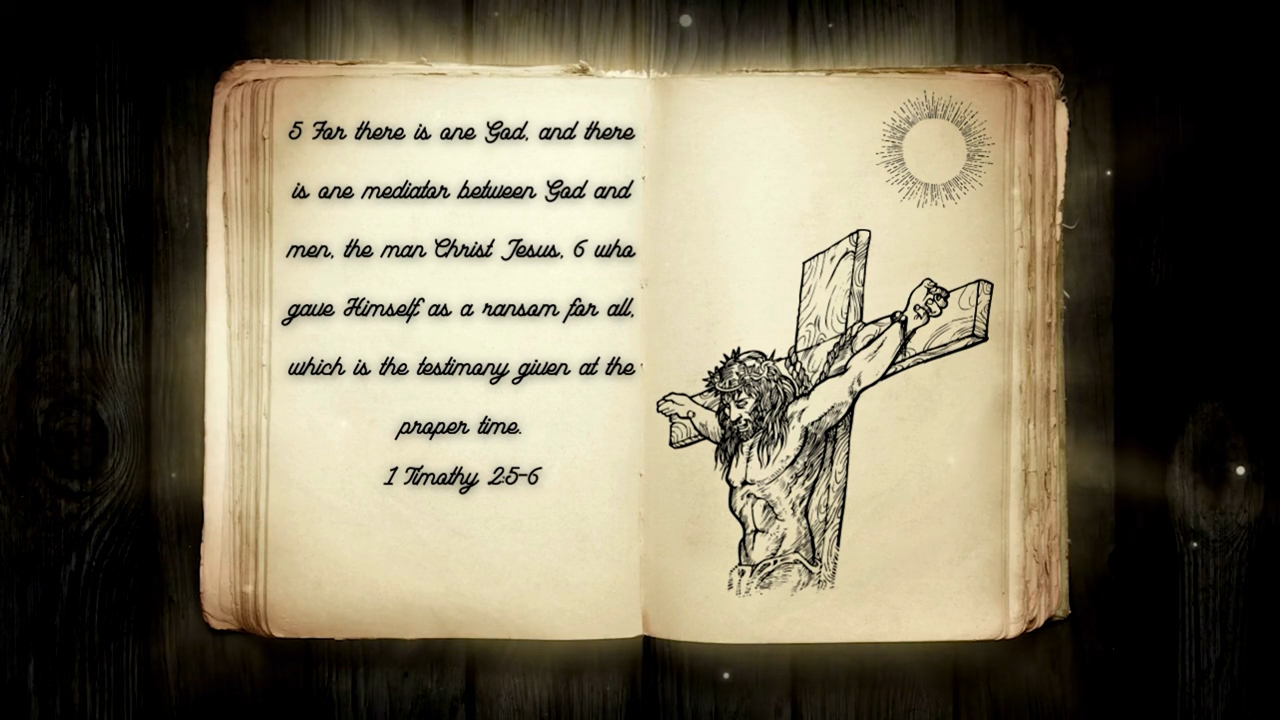 5 For there is one God, and there
is one mediator between God and
men, the man Christ Jesus, 6 who
gave Himself as a ransom for all,
which is the testimony given at the
proper time.
1 Timothy 2:5-6